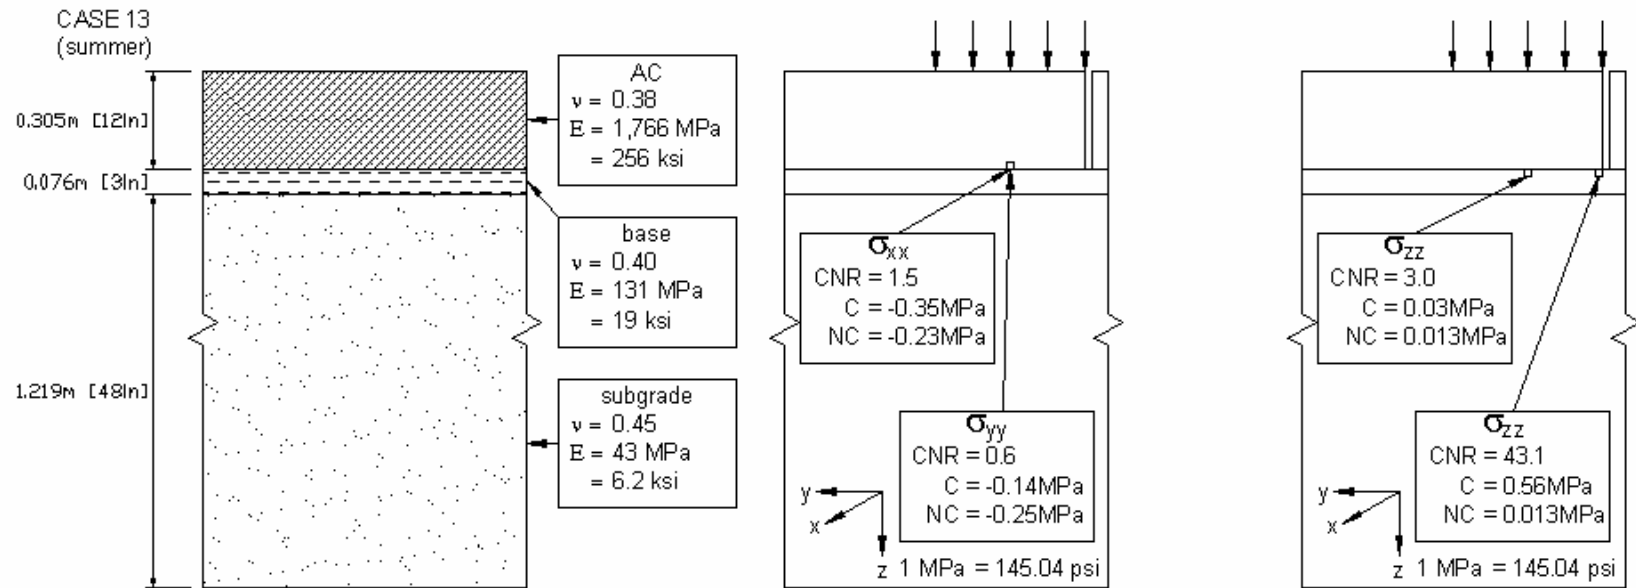 CASE 13
(summer)
0.305m [12in]
0.076m [3in]
1.219m [48in]
AC
ν = 0.38
E = 1,766 MPa
= 256 ksi
base
ν = 0.40
E = 131 MPa
= 19 ksi
subgrade
ν = 0.45
E = 43 MPa
= 6.2 ksi
σxx
CNR = 1.5
C = -0.35MPa
NC = -0.23MPa
σyy
CNR = 0.6
C = -0.14MPa
NC = -0.25MPa
y
x
z
1 MPa = 145.04 psi
σzz
CNR = 3.0
C = 0.03MPa
NC = 0.013MPa
σzz
CNR = 43.1
C = 0.56MPa
NC = 0.013MPa
y
x
z
1 MPa = 145.04 psi